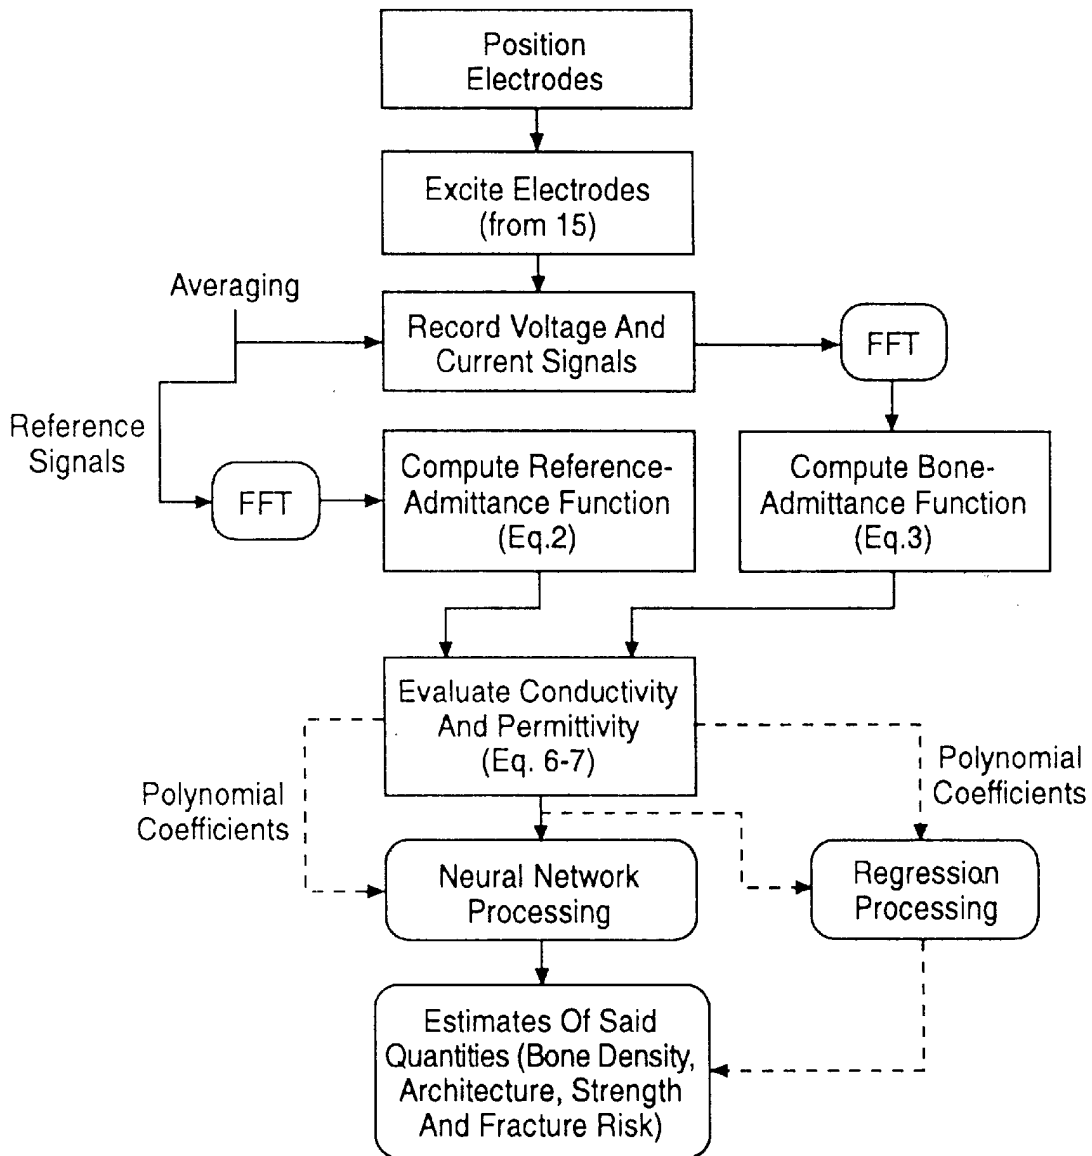 Position
Electrodes
Excite Electrodes
(from 15)
Averaging
Record Voltage And
Current Signals
FFT
Reference
Signals
FFT
Compute Reference-
Admittance Function
(Eq.2)
Compute Bone-
Admittance Function
(Eq.3)
Evaluate Conductivity
And Permittivity
(Eq. 6-7)
Polynomial
Coefficients
Polynomial
Coefficients
Neural Network
Processing
Regression
Processing
Estimates Of Said
Quantities (Bone Density,
Architecture, Strength
And Fracture Risk)